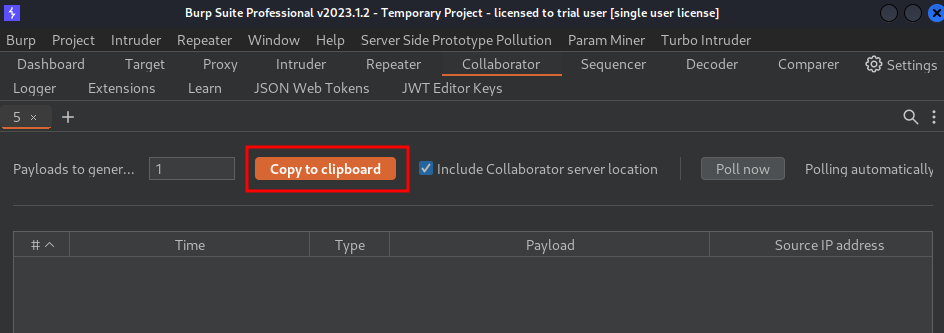 Burp Suite Professional v2023.1.2 - Temporary Project - licensed to trial user [single user license]
Burp Project Intruder Repeater Window Help Server Side Prototype Pollution Param Miner Turbo Intruder
Dashboard Target Proxy Intruder Repeater Collaborator Sequencer Decoder Comparer Settings
Logger Extensions Learn JSON Web Tokens JWT Editor Keys
5 × +
Payloads to gener... 1 Copy to clipboard Include Collaborator server location Poll now Polling automatically
# Time Type Payload Source IP address